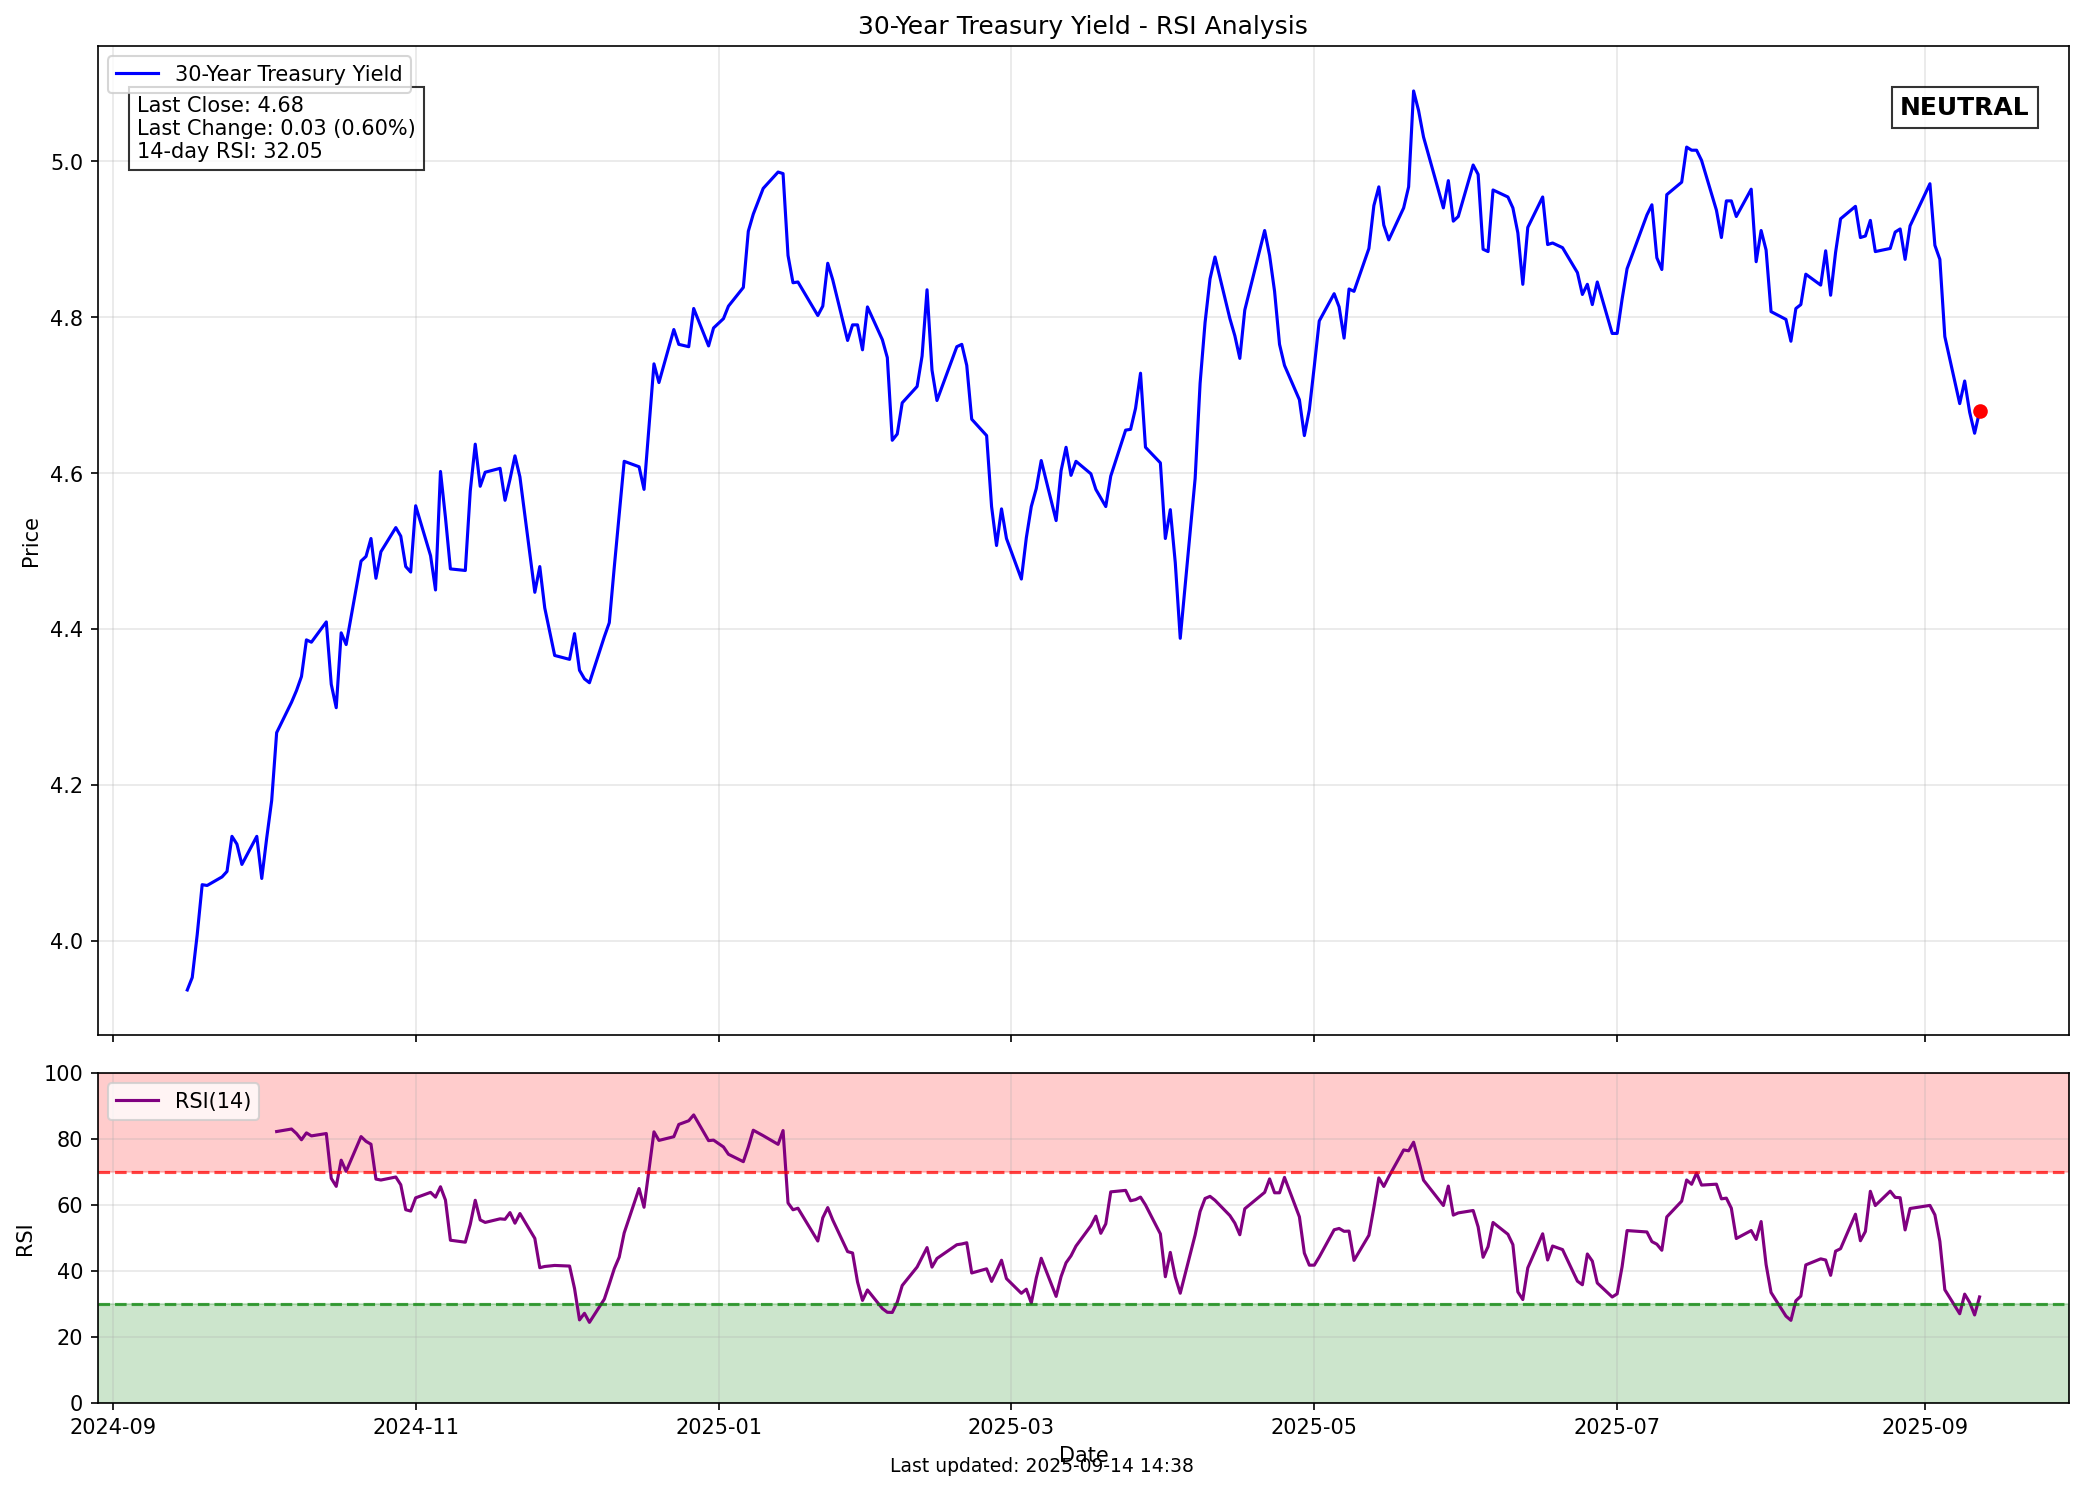 30-Year Treasury Yield - RSI Analysis
30-Year Treasury Yield
Last Close: 4.68
Last Change: 0.03 (0.60%)
14-day RSI: 32.05
NEUTRAL
Price
5.0
4.8
4.6
4.4
4.2
4.0
RSI(14)
RSI
100
80
60
40
20
0
2024-09
2024-11
2025-01
2025-03
2025-05
2025-07
2025-09
Date
Last updated: 2025-09-14 14:38